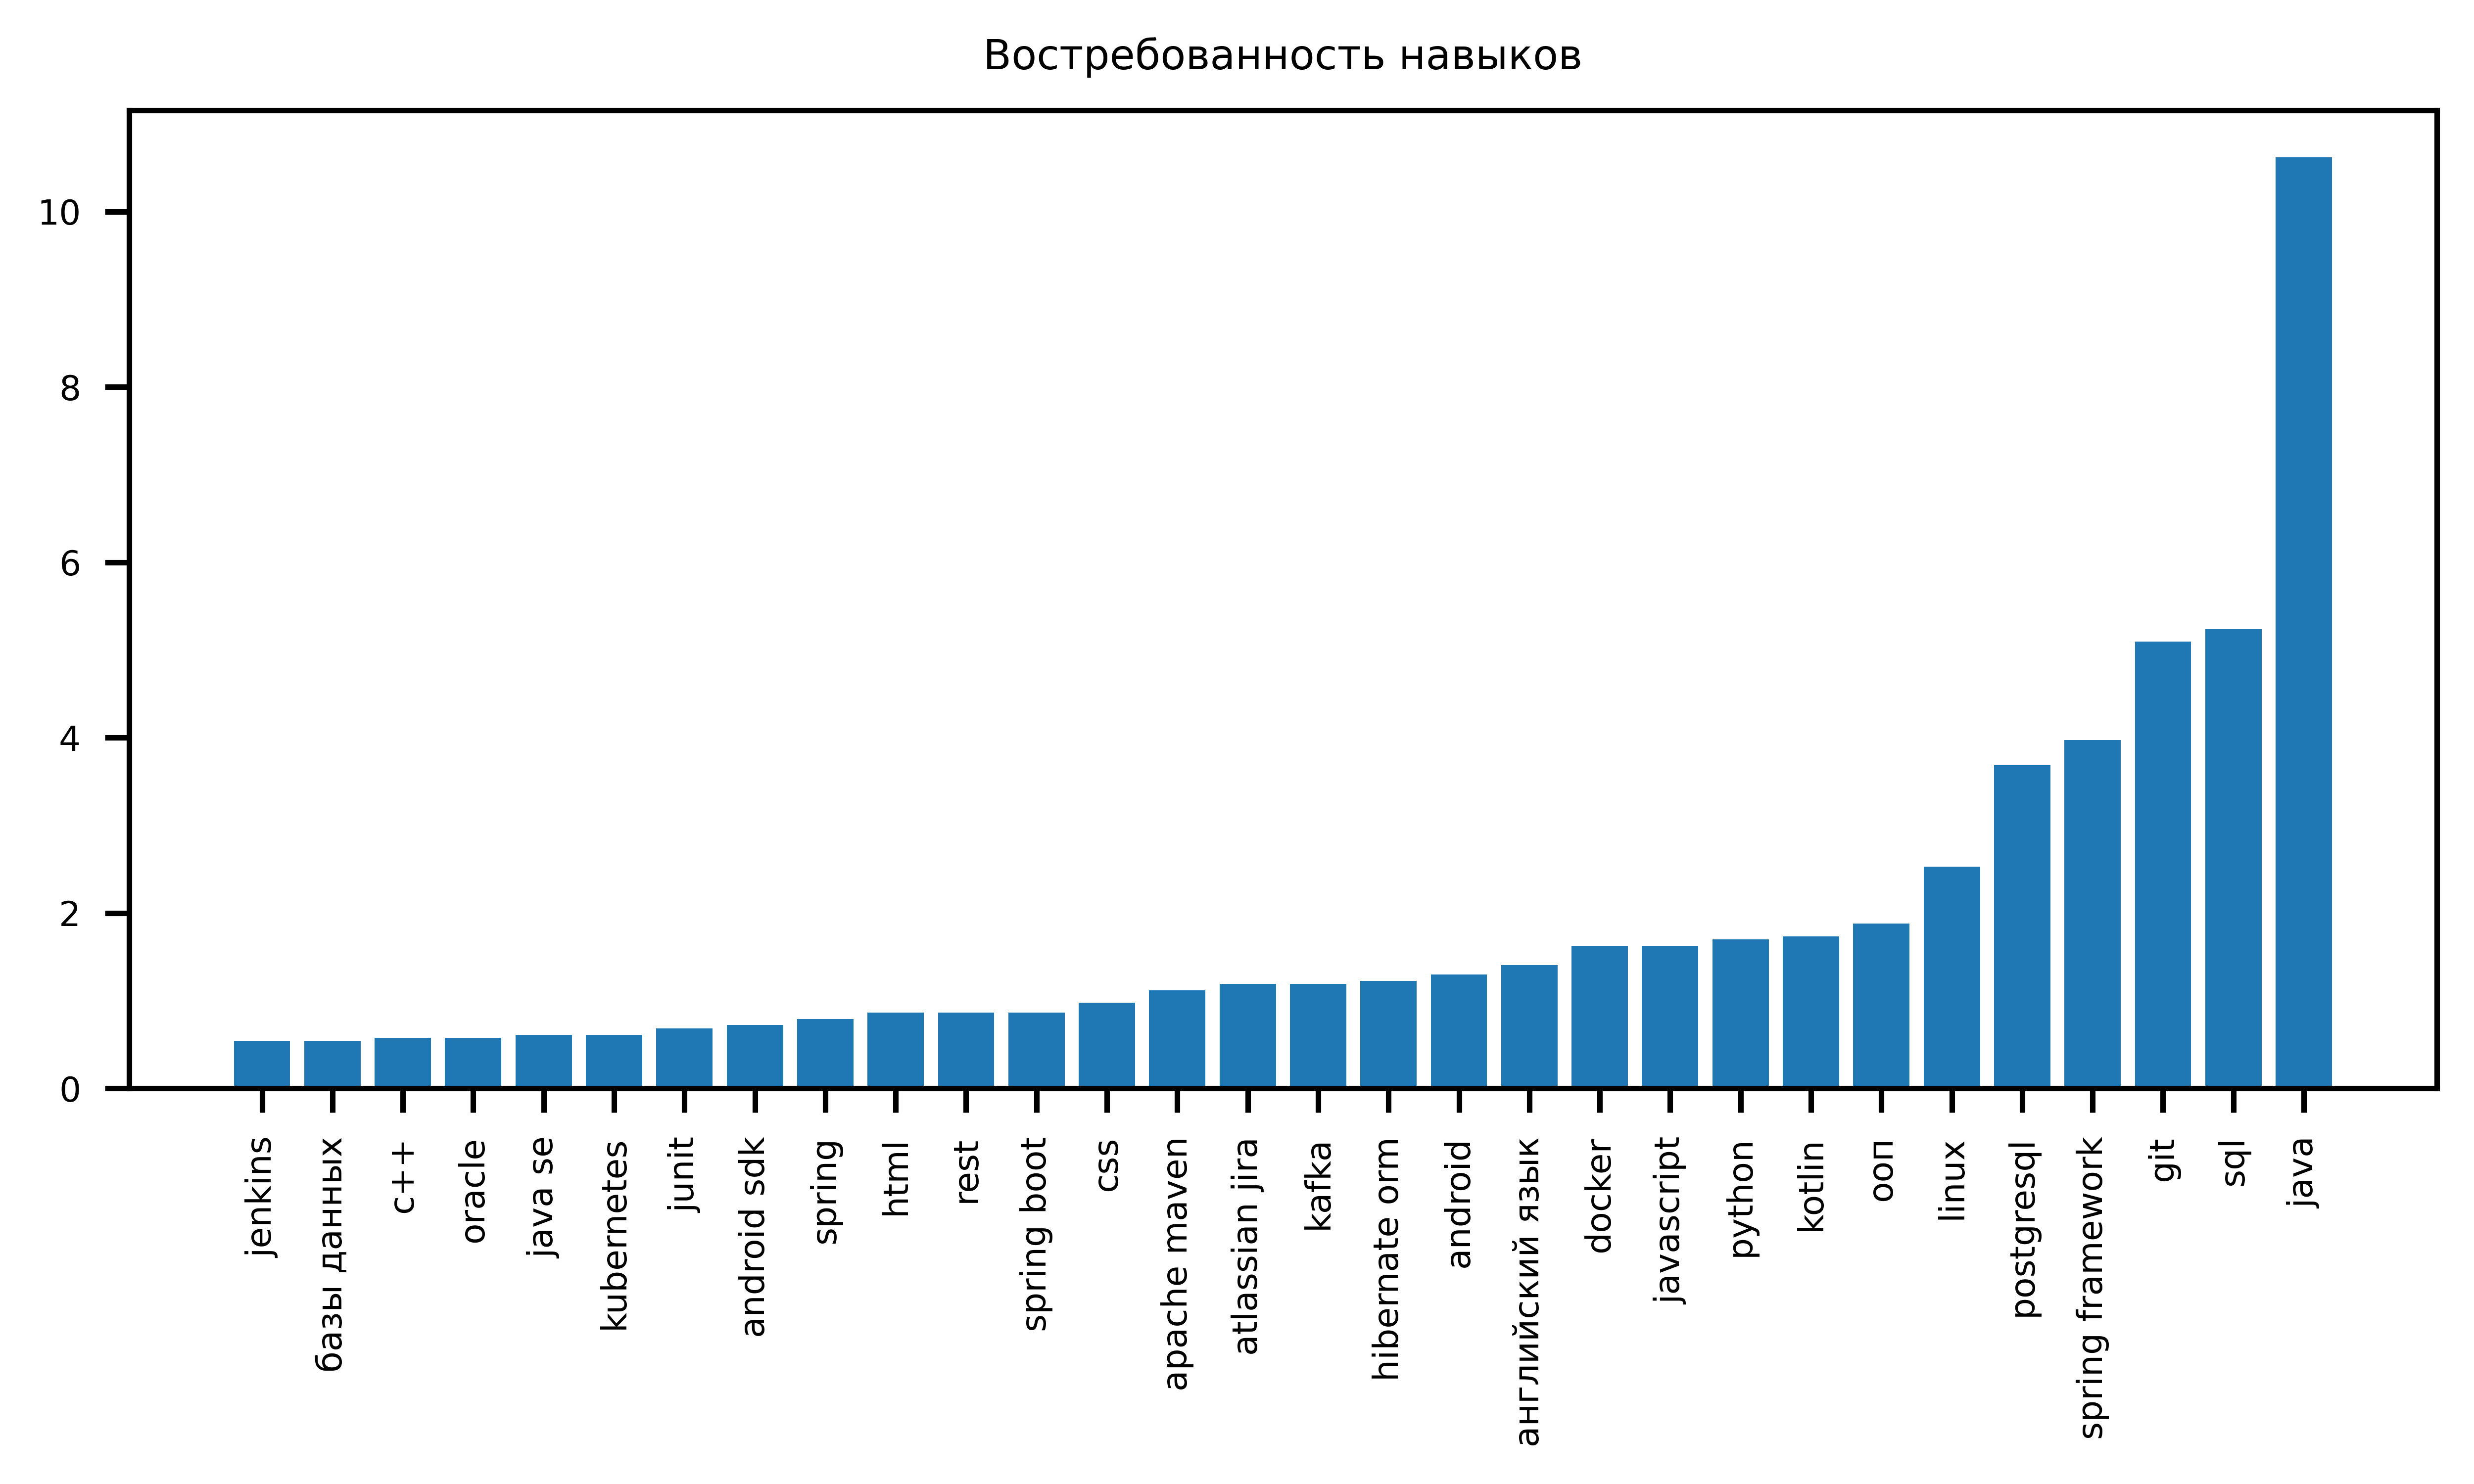 Востребованность навыков
10
8
6
4
2
0
jenkins
базы данных
c++
oracle
java se
kubernetes
junit
android sdk
spring
html
rest
spring boot
css
apache maven
atlassian jira
kafka
hibernate orm
android
английский язык
docker
javascript
python
kotlin
ооп
linux
postgresql
spring framework
git
sql
java